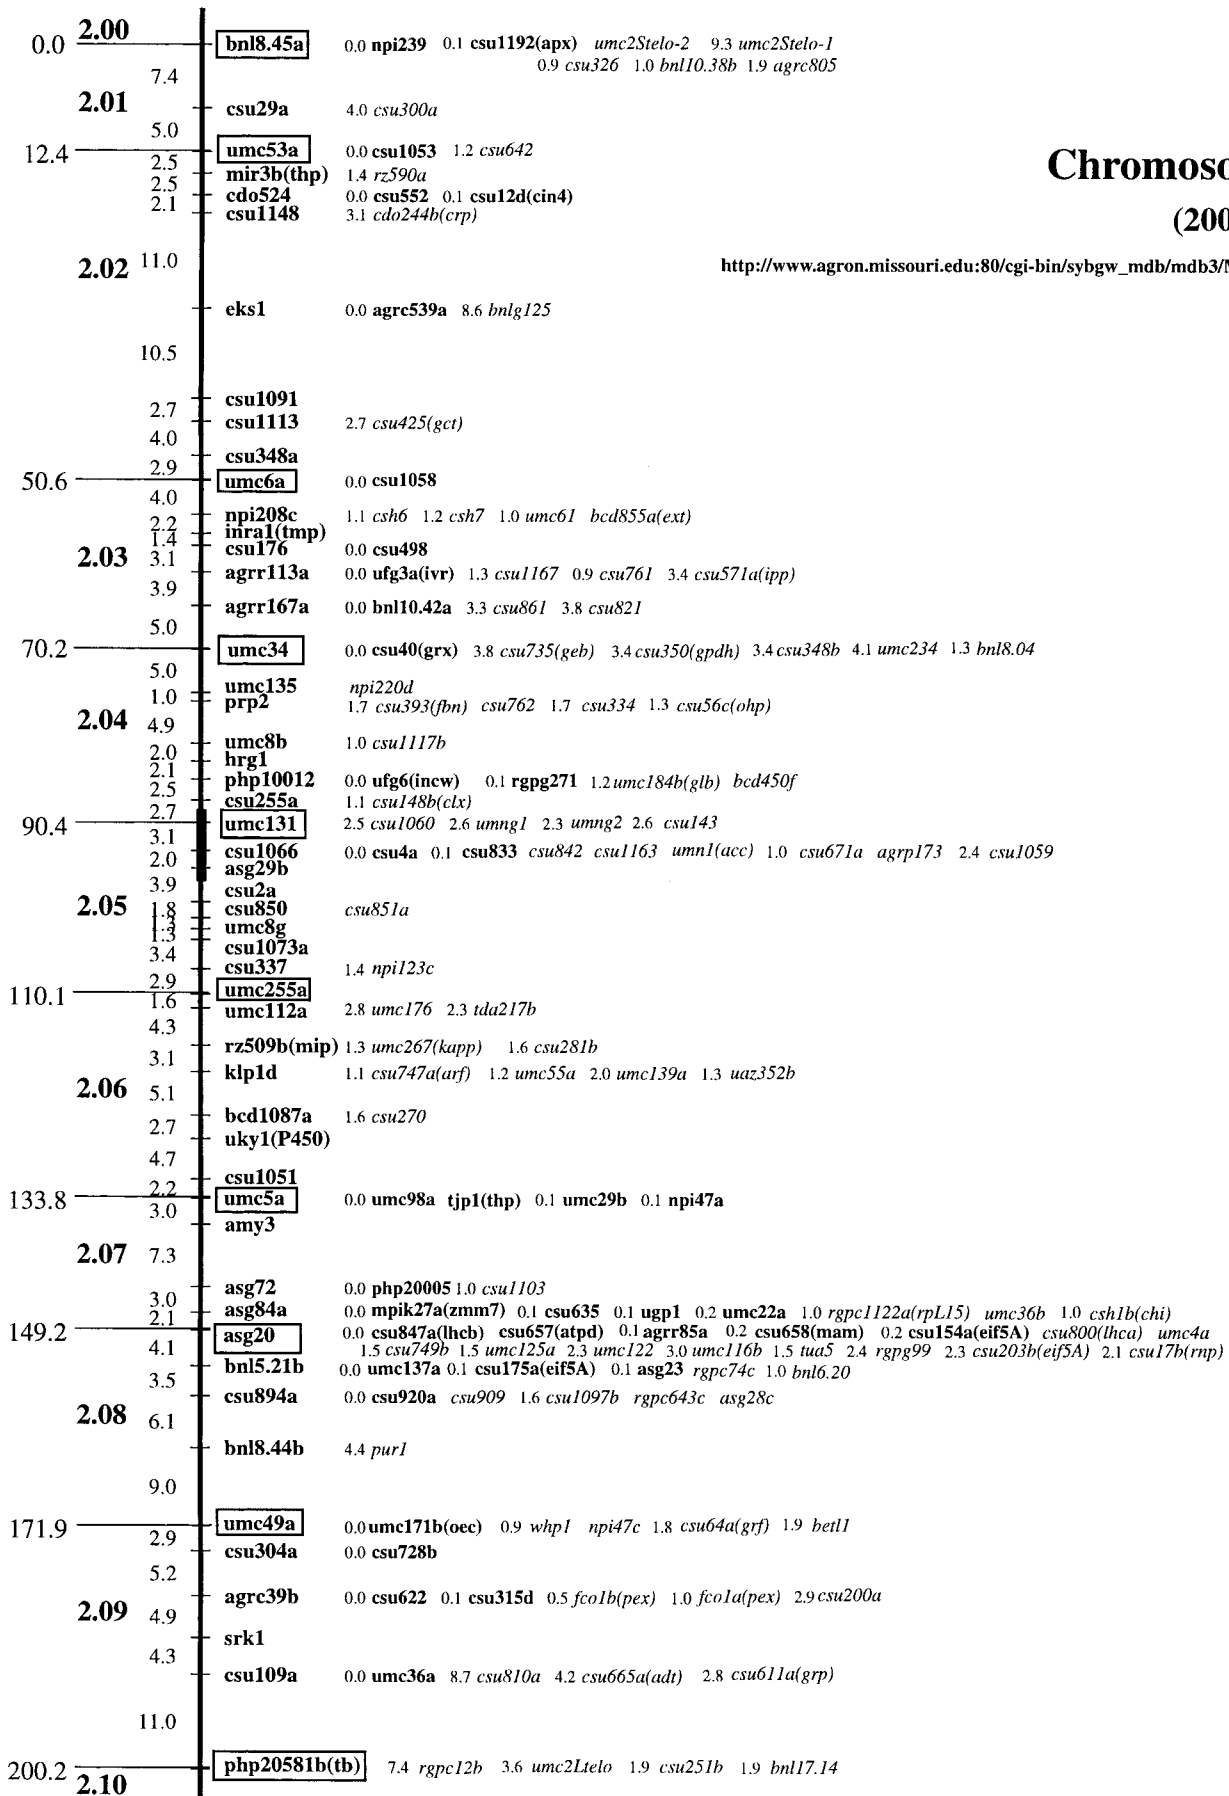 2.00
0.0 bnl8.45a 0.0 npi239 0.1 csu1192(apx) umc2Stelo-2 9.3 umc2Stelo-1
0.9 csu326 1.0 bnl10.38b 1.9 agrc805
7.4
2.01 csu29a 4.0 csu300a
5.0
12.4 umc53a 0.0 csu1053 1.2 csu642
Chromoso
2.5
mir3b(thp) 1.4 rz590a
2.5
cdo524 0.0 csu552 0.1 csu12d(cin4)
2.1
csu1148 3.1 cdo244b(crp)
(200
2.02 11.0
http://www.agron.missouri.edu:80/cgi-bin/sybgw_mdb/mdb3/M
eks1 0.0 agrc539a 8.6 bnlg125
10.5
csu1091
2.7
csu1113 2.7 csu425(gct)
4.0
csu348a
2.9
50.6 umc6a 0.0 csu1058
4.0
npi208c 1.1 csh6 1.2 csh7 1.0 umc61 bcd855a(ext)
2.2
inra1(tmp)
1.4
csu176 0.0 csu498
2.03 3.1
agrr113a 0.0 ufg3a(ivr) 1.3 csu1167 0.9 csu761 3.4 csu571a(ipp)
3.9
agrr167a 0.0 bnl10.42a 3.3 csu861 3.8 csu821
5.0
70.2 umc34 0.0 csu40(grx) 3.8 csu735(geb) 3.4 csu350(gpdh) 3.4 csu348b 4.1 umc234 1.3 bnl8.04
5.0
umc135 npi220d
1.0
prp2 1.7 csu393(fbn) csu762 1.7 csu334 1.3 csu56c(ohp)
2.04 4.9
umc8b 1.0 csu1117b
2.0
hrg1
2.1
php10012 0.0 ufg6(incw) 0.1 rgpg271 1.2 umc184b(glb) bcd450f
2.5
csu255a 1.1 csu148b(clx)
2.7
90.4 umc131 2.5 csu1060 2.6 umng1 2.3 umng2 2.6 csu143
3.1
csu1066 0.0 csu4a 0.1 csu833 csu842 csu1163 umn1(acc) 1.0 csu671a agrp173 2.4 csu1059
2.0
asg29b
3.9
csu2a
2.05 1.8
csu850 csu851a
1.3
umc8g
1.3
csu1073a
3.4
csu337 1.4 npi123c
2.9
110.1 umc255a
1.6
umc112a 2.8 umc176 2.3 tda217b
4.3
rz509b(mip) 1.3 umc267(kapp) 1.6 csu281b
3.1
klp1d 1.1 csu747a(arf) 1.2 umc55a 2.0 umc139a 1.3 uaz352b
2.06 5.1
bcd1087a 1.6 csu270
2.7
uky1(P450)
4.7
csu1051
2.2
133.8 umc5a 0.0 umc98a tjp1(thp) 0.1 umc29b 0.1 npi47a
3.0
amy3
2.07 7.3
asg72 0.0 php20005 1.0 csu1103
3.0
asg84a 0.0 mpik27a(zmm7) 0.1 csu635 0.1 ugp1 0.2 umc22a 1.0 rgpc1122a(rpL15) umc36b 1.0 csh1b(chi)
2.1
149.2 asg20 0.0 csu847a(lhcb) csu657(atpd) 0.1 agrr85a 0.2 csu658(mam) 0.2 csu154a(eif5A) csu800(lhca) umc4a
4.1 1.5 csu749b 1.5 umc125a 2.3 umc122 3.0 umc116b 1.5 tua5 2.4 rgpg99 2.3 csu203b(eif5A) 2.1 csu17b(rnp)
bnl5.21b 0.0 umc137a 0.1 csu175a(eif5A) 0.1 asg23 rgpc74c 1.0 bnl6.20
3.5
csu894a 0.0 csu920a csu909 1.6 csu1097b rgpc643c asg28c
2.08 6.1
bnl8.44b 4.4 pur1
9.0
171.9 umc49a 0.0 umc171b(oec) 0.9 whp1 npi47c 1.8 csu64a(grf) 1.9 betl1
2.9
csu304a 0.0 csu728b
5.2
agrc39b 0.0 csu622 0.1 csu315d 0.5 fco1b(pex) 1.0 fco1a(pex) 2.9 csu200a
2.09 4.9
srk1
4.3
csu109a 0.0 umc36a 8.7 csu810a 4.2 csu665a(adt) 2.8 csu611a(grp)
11.0
200.2 php20581b(tb) 7.4 rgpc12b 3.6 umc2Ltelo 1.9 csu251b 1.9 bnl17.14
2.10